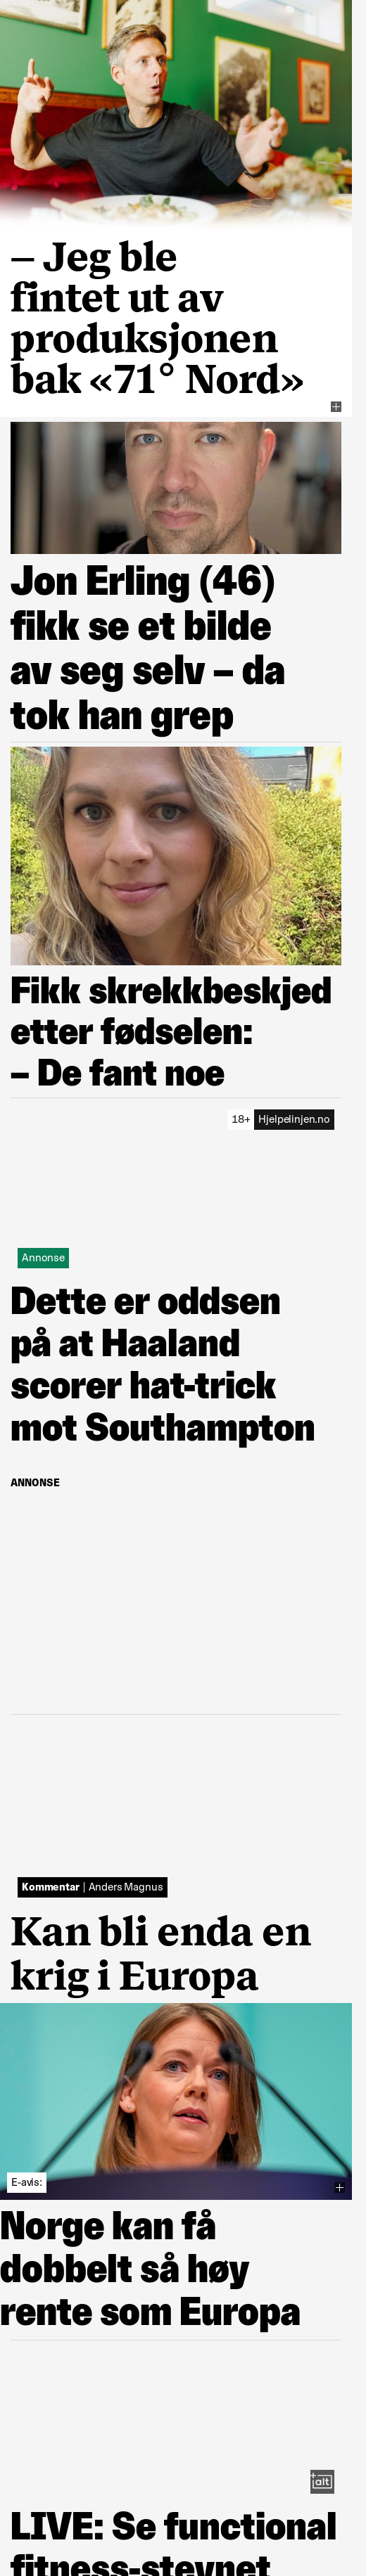 – Jeg ble
fintet ut av
produksjonen
bak «71° Nord»
Jon Erling (46)
fikk se et bilde
av seg selv – da
tok han grep
Fikk skrekkbeskjed
etter fødselen:
– De fant noe
18+ Hjelpelinjen.no
Annonse
Dette er oddsen
på at Haaland
scorer hat-trick
mot Southampton
ANNONSE
Kommentar | Anders Magnus
Kan bli enda en
krig i Europa
E-avis:
Norge kan få
dobbelt så høy
rente som Europa
+alt
LIVE: Se functional
fitness-stevnet